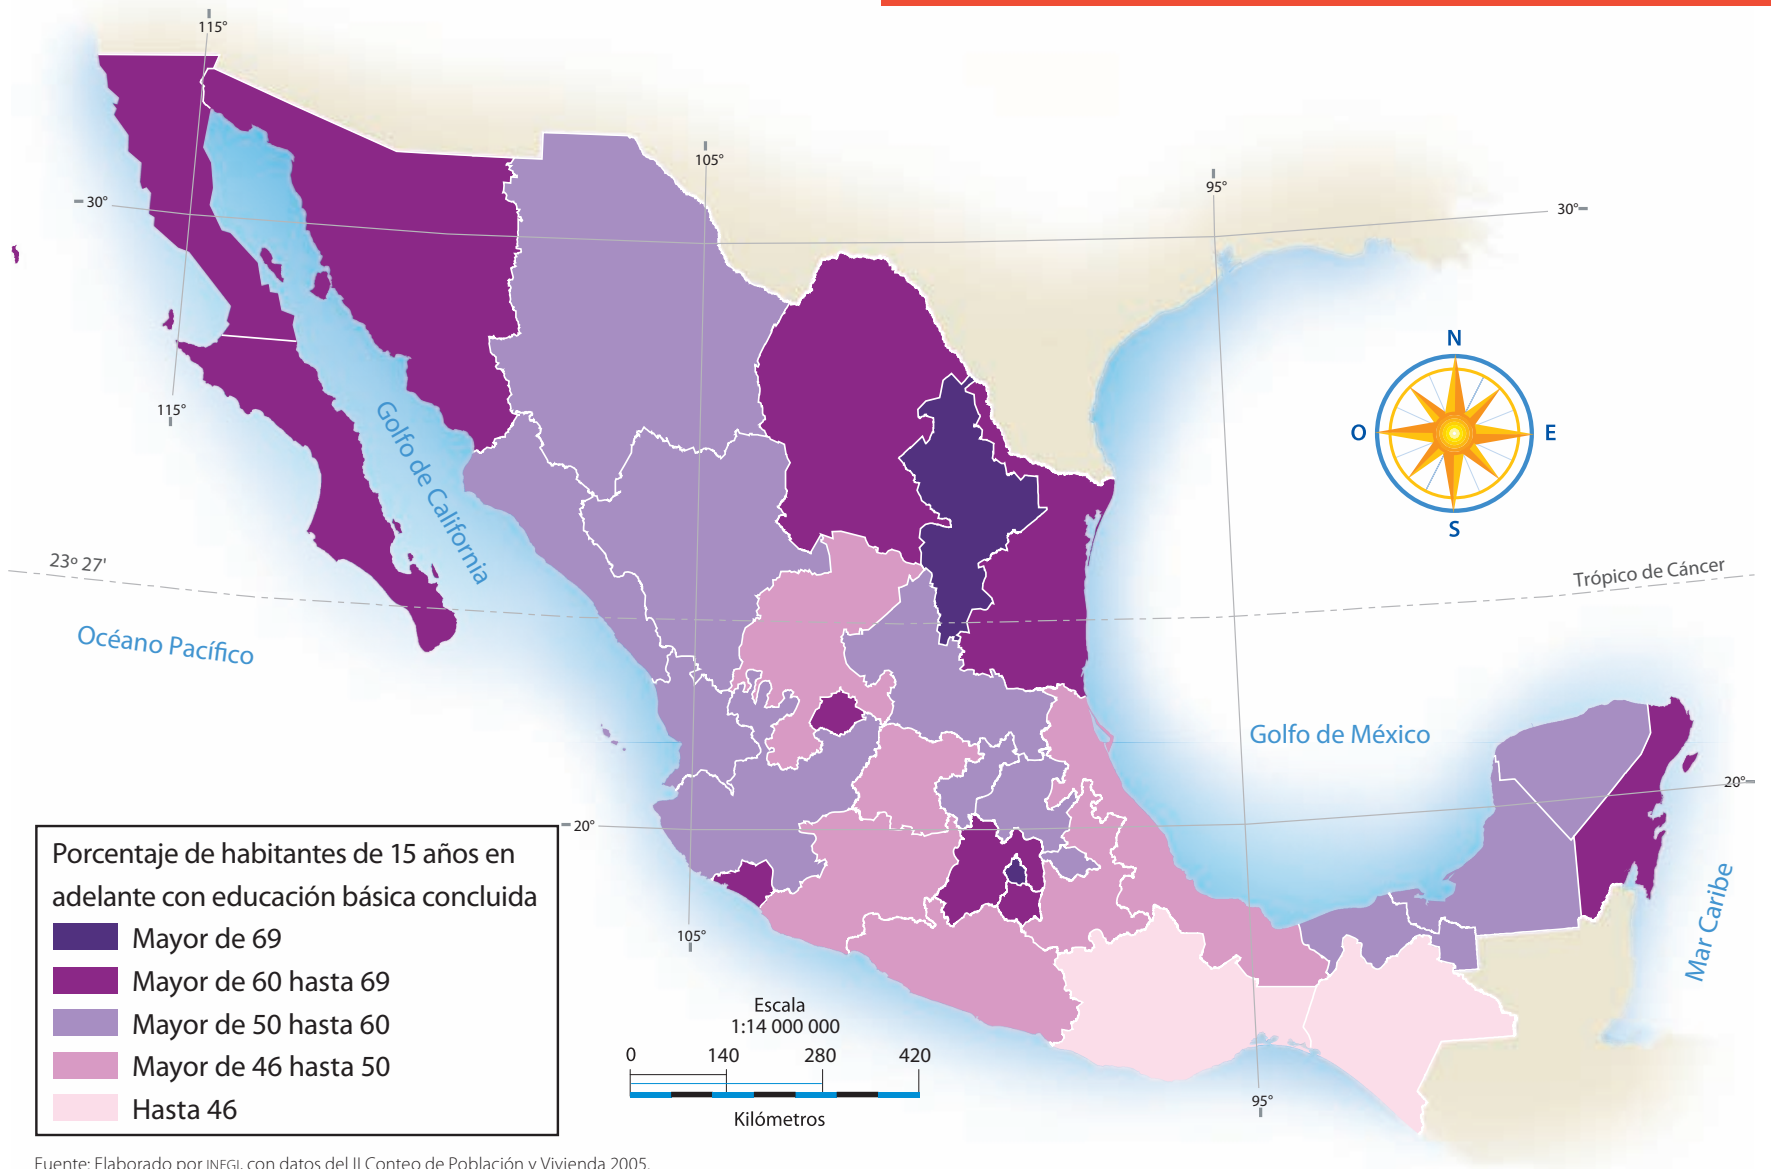 115°
105°
95°
30°
30°
N
O
E
S
115°
Golfo de California
23º 27'
Trópico de Cáncer
Océano Pacífico
Golfo de México
20°
20°
Mar Caribe
Porcentaje de habitantes de 15 años en
adelante con educación básica concluida
Mayor de 69
Mayor de 60 hasta 69
Mayor de 50 hasta 60
Mayor de 46 hasta 50
Hasta 46
105°
Escala
1:14 000 000
0 140 280 420
Kilómetros
95°
Fuente: Elaborado por INEGI, con datos del II Conteo de Población y Vivienda 2005.